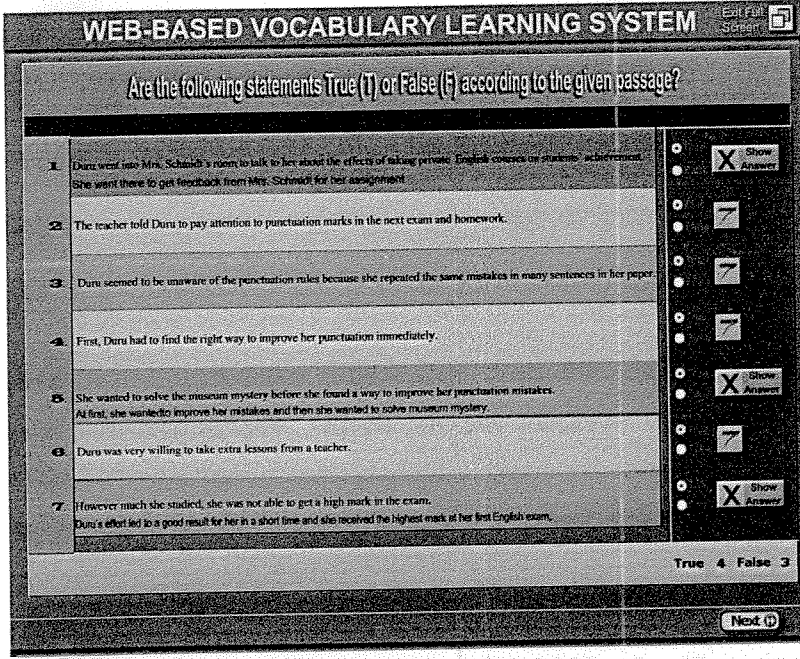 WEB-BASED VOCABULARY LEARNING SYSTEM
Exit Full
Screen
Are the following statements True (T) or False (F) according to the given passage?
1 Duru went into Mrs. Schmidt's room to talk to her about the effects of taking private English courses on students' achievement.
She went there to get feedback from Mrs. Schmidt for her assignment
X Show
Answer
2 The teacher told Duru to pay attention to punctuation marks in the next exam and homework.
3 Duru seemed to be unaware of the punctuation rules because she repeated the same mistakes in many sentences in her paper.
4 First, Duru had to find the right way to improve her punctuation immediately.
5 She wanted to solve the museum mystery before she found a way to improve her punctuation mistakes.
At first, she wantedto improve her mistakes and then she wanted to solve museum mystery.
X Show
Answer
6 Duru was very willing to take extra lessons from a teacher.
7 However much she studied, she was not able to get a high mark in the exam.
Duru's effort led to a good result for her in a short time and she received the highest mark at her first English exam.
X Show
Answer
True 4 False 3
Next